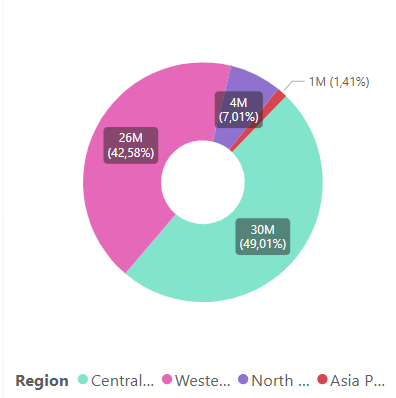 1M (1,41%)
4M
(7,01%)
26M
(42,58%)
30M
(49,01%)
Region Central... Weste... North ... Asia P...